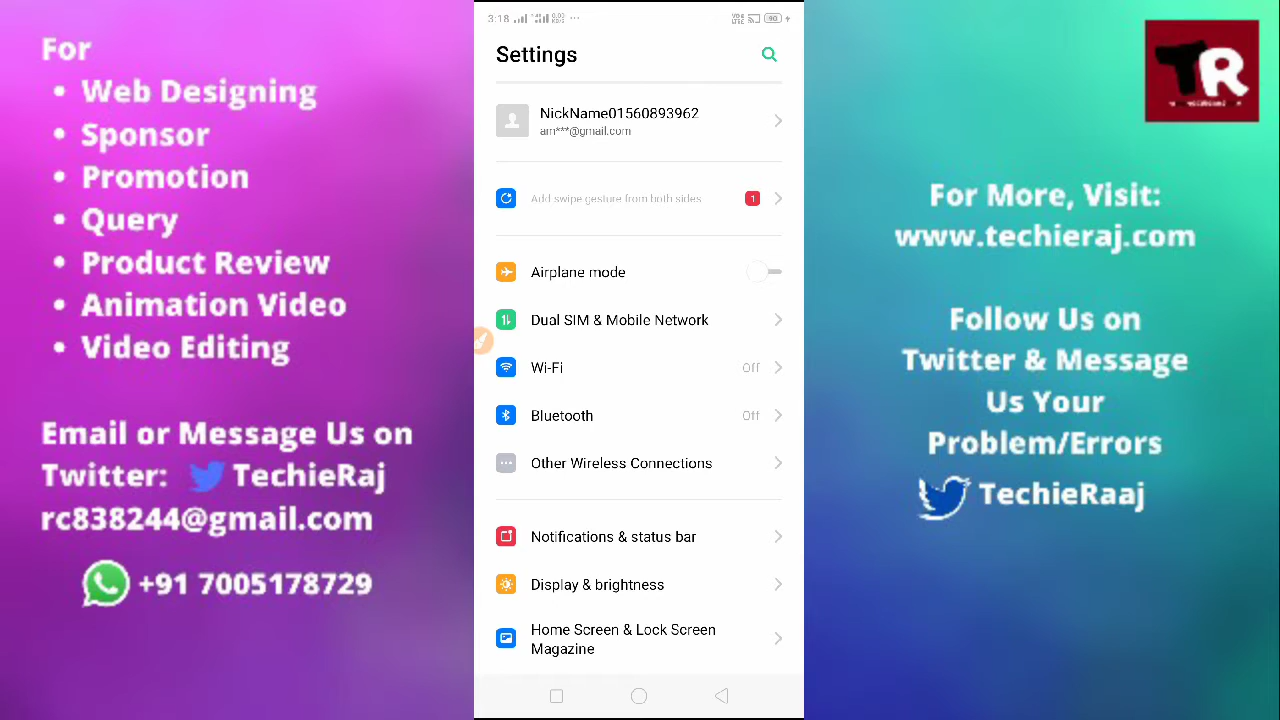 For
• Web Designing
• Sponsor
• Promotion
• Query
• Product Review
• Animation Video
• Video Editing
Email or Message Us on
Twitter: TechieRaj
rc838244@gmail.com
+91 7005178729
3:18
90
Settings
NickName01560893962
am***@gmail.com
Add swipe gesture from both sides
1
Airplane mode
Dual SIM & Mobile Network
Wi-Fi Off
Bluetooth Off
Other Wireless Connections
Notifications & status bar
Display & brightness
Home Screen & Lock Screen
Magazine
TR
For More, Visit:
www.techieraj.com
Follow Us on
Twitter & Message
Us Your
Problem/Errors
TechieRaaj